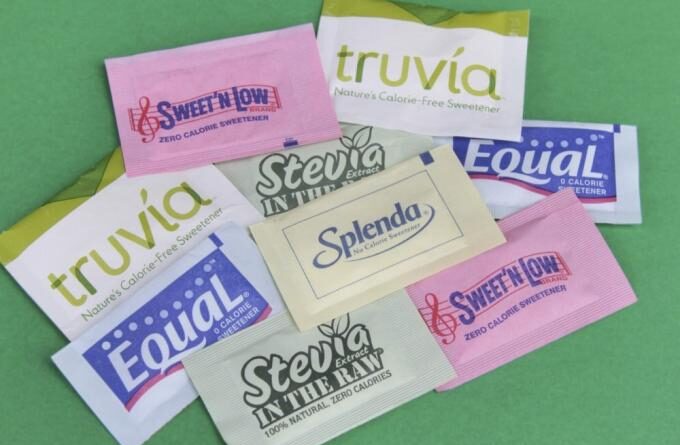 truvía
Nature's Calorie-Free Sweetener
SWEET'N LOW
BRAND
ZERO CALORIE SWEETENER
Stevia
Extract
IN THE RAW
EQUAL
0 CALORIE
SWEETENER
truvía
Nature's Calorie-Free Sweetener
Splenda
No Calorie Sweetener
SWEET'N LOW
BRAND
ZERO CALORIE SWEETENER
EQUAL
0 CALORIE
SWEETENER
Stevia
Extract
IN THE RAW
100% NATURAL, ZERO CALORIES